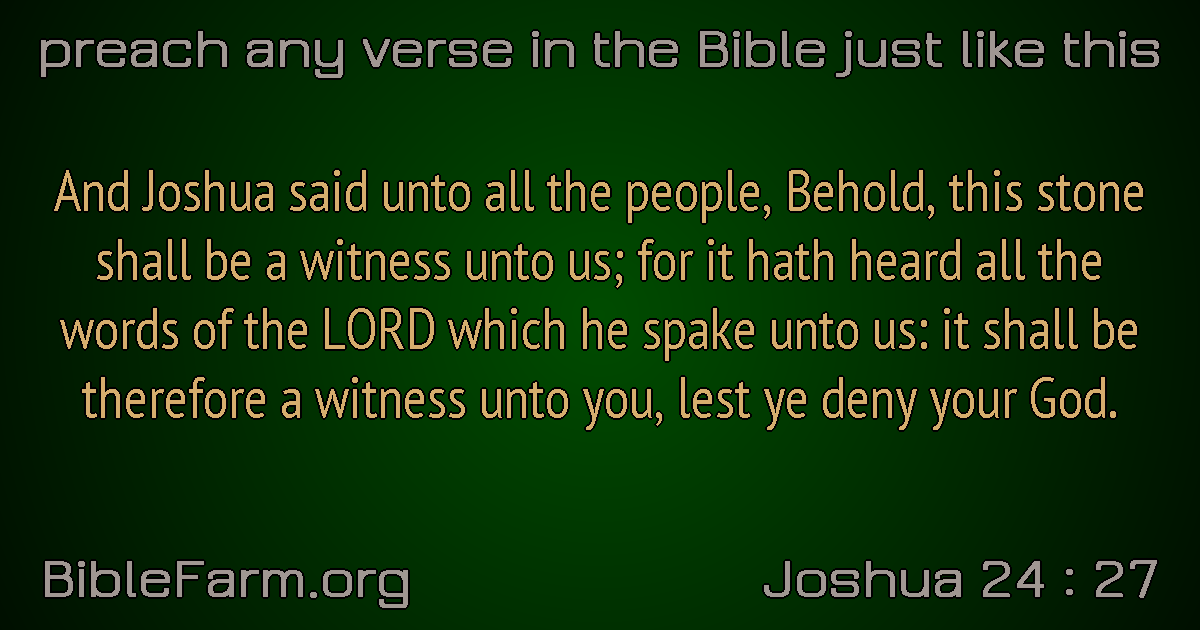 preach any verse in the Bible just like this
And Joshua said unto all the people, Behold, this stone
shall be a witness unto us; for it hath heard all the
words of the LORD which he spake unto us: it shall be
therefore a witness unto you, lest ye deny your God.
BibleFarm.org
Joshua 24 : 27